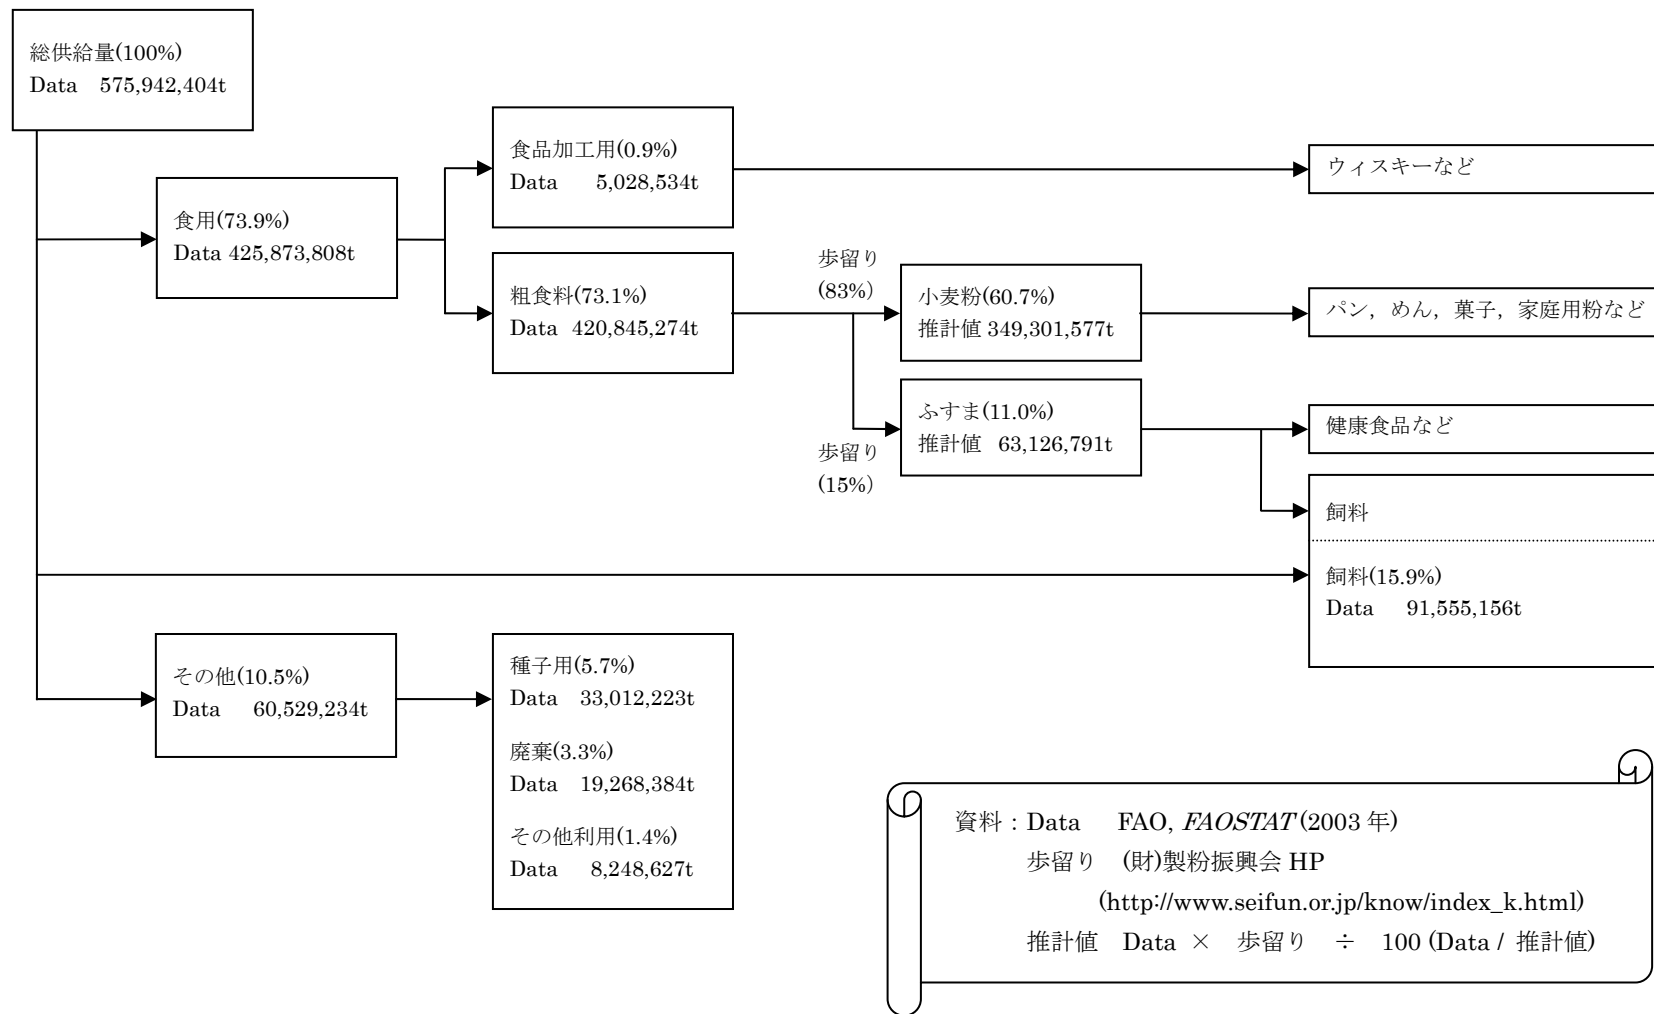 総供給量(100%)
Data 575,942,404t
食用(73.9%)
Data 425,873,808t
食品加工用(0.9%)
Data 5,028,534t
ウィスキーなど
粗食料(73.1%)
Data 420,845,274t
歩留り
(83%)
小麦粉(60.7%)
推計値 349,301,577t
パン，めん，菓子，家庭用粉など
歩留り
(15%)
ふすま(11.0%)
推計値 63,126,791t
健康食品など
飼料
飼料(15.9%)
Data 91,555,156t
その他(10.5%)
Data 60,529,234t
種子用(5.7%)
Data 33,012,223t
廃棄(3.3%)
Data 19,268,384t
その他利用(1.4%)
Data 8,248,627t
資料：Data FAO, FAOSTAT (2003 年)
歩留り (財)製粉振興会 HP
(http://www.seifun.or.jp/know/index_k.html)
推計値 Data × 歩留り ÷ 100 (Data / 推計値)